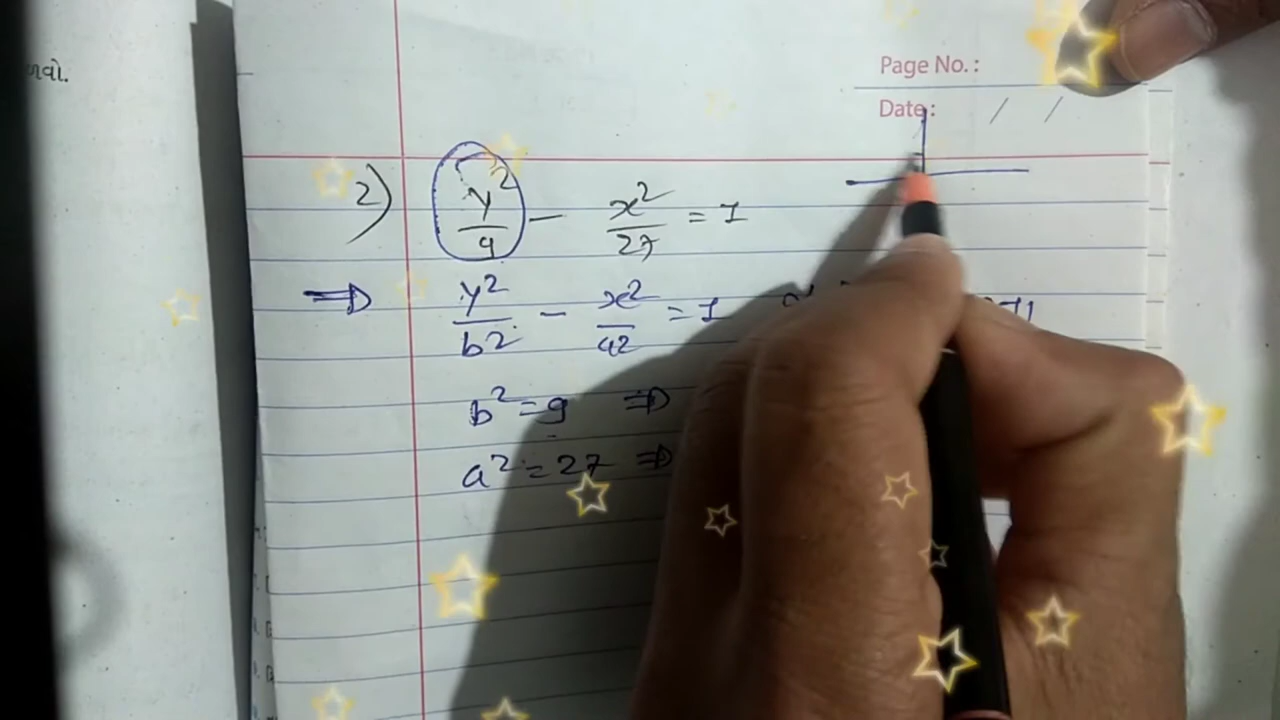 Page No. :
Date : / /
2) y²/9 - x²/27 = 1
⇒ y²/b² - x²/a² = 1
b² = 9 ⇒
a² = 27 ⇒